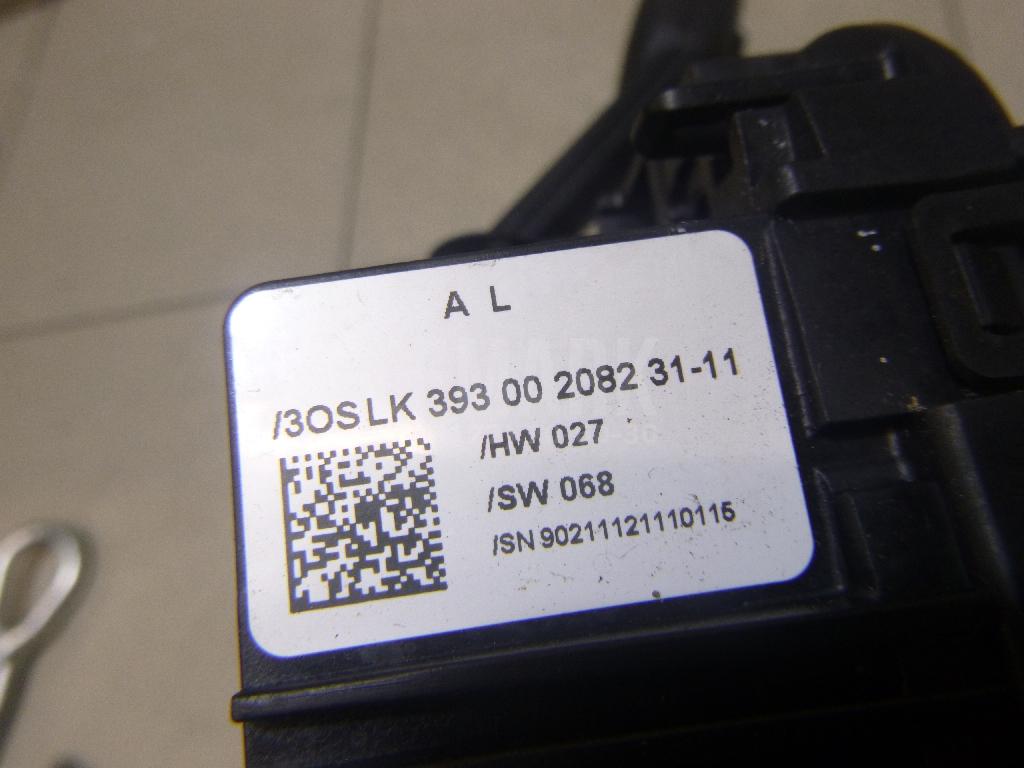 A L
/3OSLK 393 00 2082 31-11
/HW 027
/SW 068
/SN 90211121110115